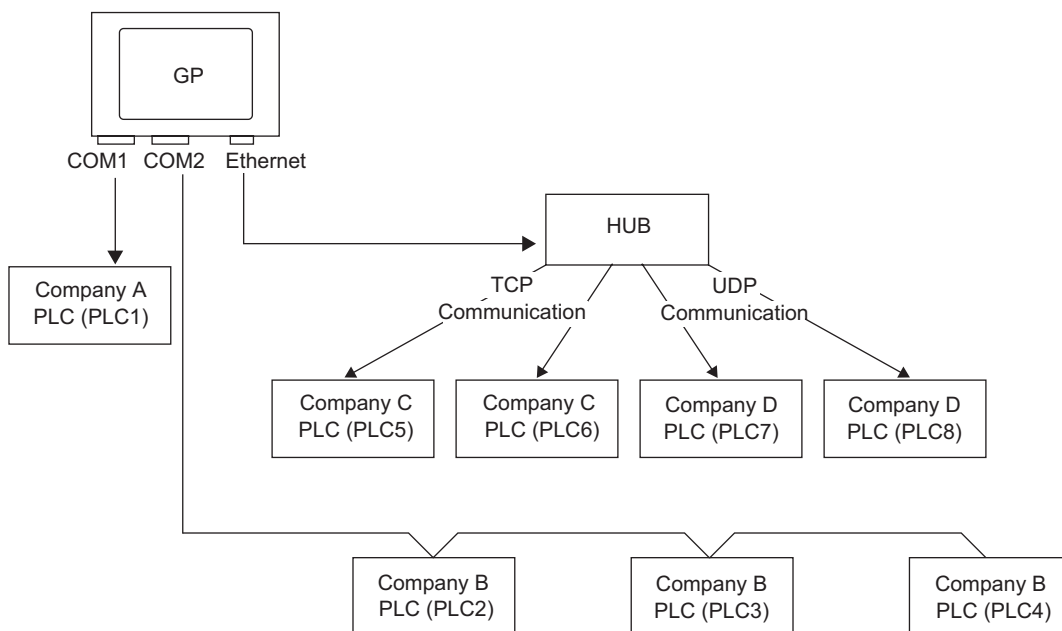 GP
COM1
COM2
Ethernet
HUB
TCP
Communication
UDP
Communication
Company A
PLC (PLC1)
Company C
PLC (PLC5)
Company C
PLC (PLC6)
Company D
PLC (PLC7)
Company D
PLC (PLC8)
Company B
PLC (PLC2)
Company B
PLC (PLC3)
Company B
PLC (PLC4)